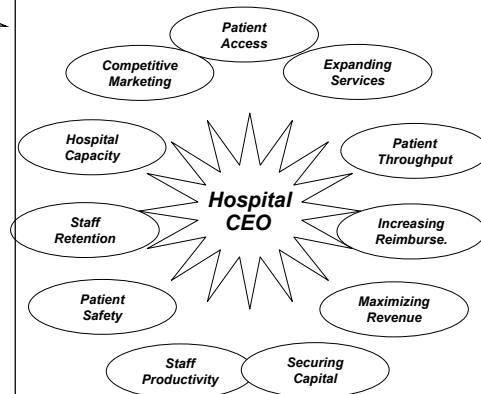 Patient
Access
Competitive
Marketing
Expanding
Services
Hospital
Capacity
Patient
Throughput
Hospital
CEO
Staff
Retention
Increasing
Reimburse.
Patient
Safety
Maximizing
Revenue
Staff
Productivity
Securing
Capital